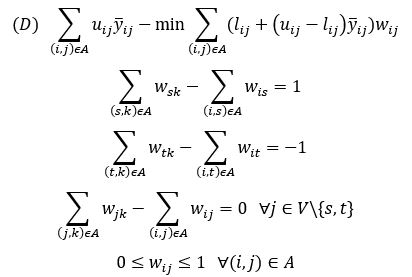 (D) ∑_{(i,j)∈A} u_{ij}ȳ_{ij} − min ∑_{(i,j)∈A} (l_{ij} + (u_{ij} − l_{ij})ȳ_{ij})w_{ij}
∑_{(s,k)∈A} w_{sk} − ∑_{(i,s)∈A} w_{is} = 1
∑_{(t,k)∈A} w_{tk} − ∑_{(i,t)∈A} w_{it} = −1
∑_{(j,k)∈A} w_{jk} − ∑_{(i,j)∈A} w_{ij} = 0 ∀j ∈ V\{s, t}
0 ≤ w_{ij} ≤ 1 ∀(i, j) ∈ A